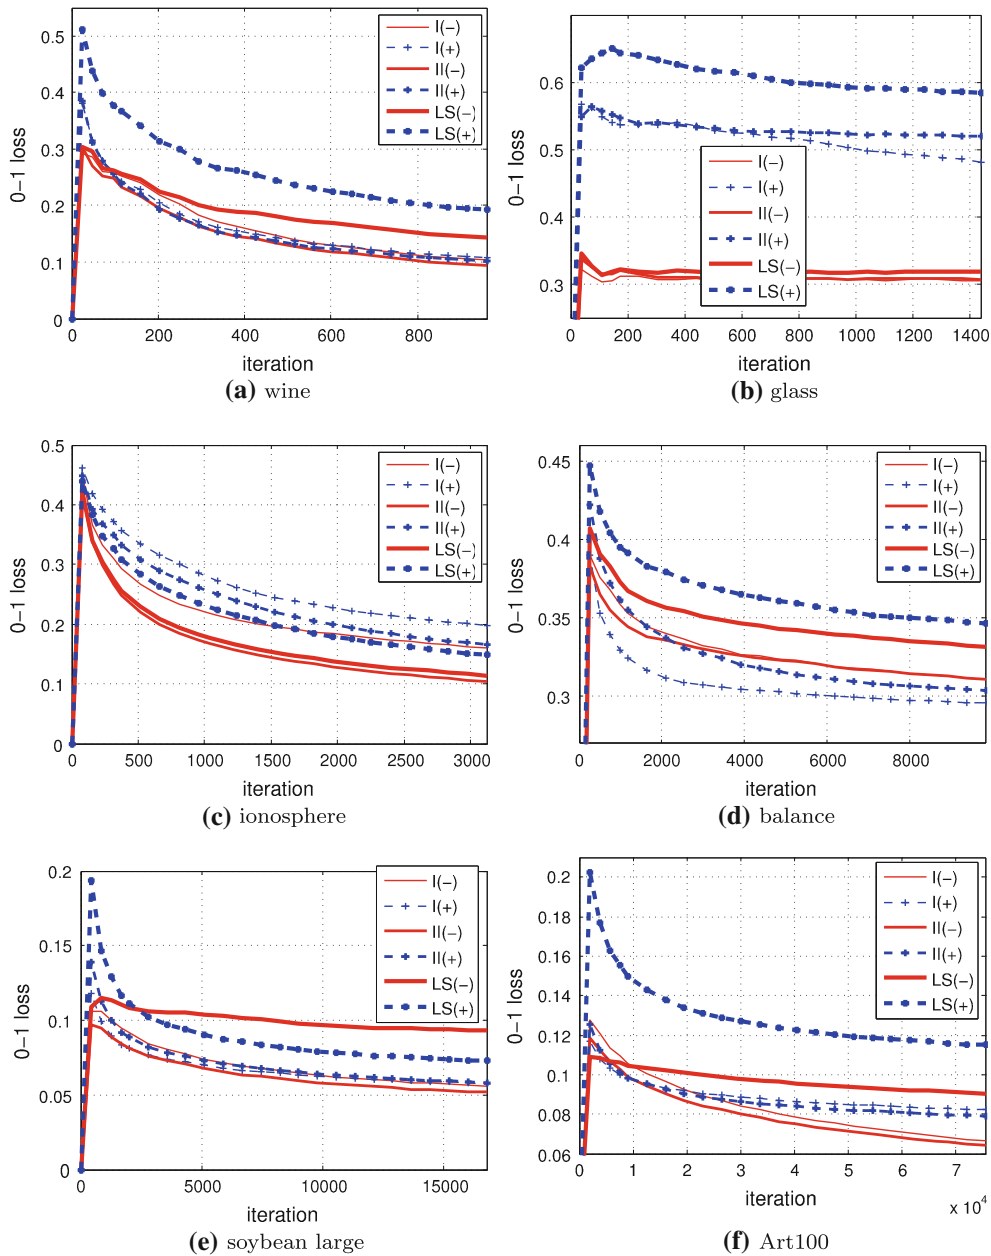 0.5
0.4
0.3
0.2
0.1
0
0−1 loss
0
200
400
600
800
iteration
I(−)
I(+)
II(−)
II(+)
LS(−)
LS(+)
(a) wine
0.6
0.5
0.4
0.3
0−1 loss
0
200
400
600
800
1000
1200
1400
iteration
I(−)
I(+)
II(−)
II(+)
LS(−)
LS(+)
(b) glass
0.5
0.4
0.3
0.2
0.1
0
0−1 loss
0
500
1000
1500
2000
2500
3000
iteration
I(−)
I(+)
II(−)
II(+)
LS(−)
LS(+)
(c) ionosphere
0.45
0.4
0.35
0.3
0−1 loss
0
2000
4000
6000
8000
iteration
I(−)
I(+)
II(−)
II(+)
LS(−)
LS(+)
(d) balance
0.2
0.15
0.1
0.05
0
0−1 loss
0
5000
10000
15000
iteration
I(−)
I(+)
II(−)
II(+)
LS(−)
LS(+)
(e) soybean large
0.2
0.18
0.16
0.14
0.12
0.1
0.08
0.06
0−1 loss
0
1
2
3
4
5
6
7
iteration
x 10⁴
I(−)
I(+)
II(−)
II(+)
LS(−)
LS(+)
(f) Art100